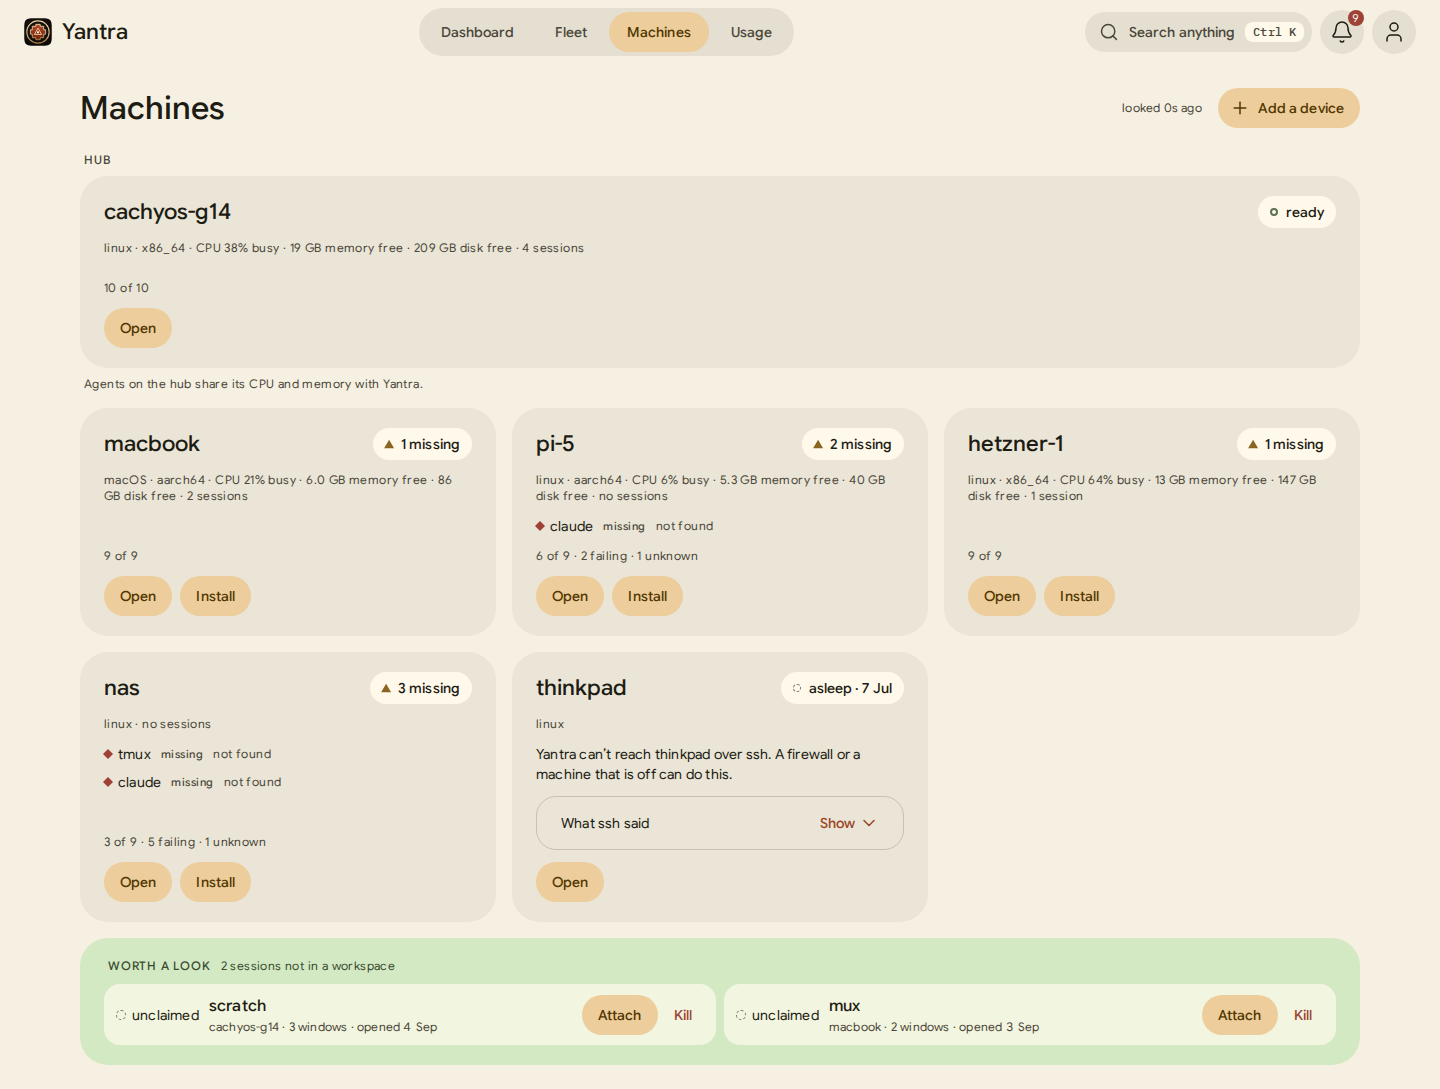 Yantra
Dashboard Fleet Machines Usage
Search anything Ctrl K
9
Machines
looked 0s ago
Add a device
HUB
cachyos-g14
ready
linux · x86_64 · CPU 38% busy · 19 GB memory free · 209 GB disk free · 4 sessions
10 of 10
Open
Agents on the hub share its CPU and memory with Yantra.
macbook
1 missing
macOS · aarch64 · CPU 21% busy · 6.0 GB memory free · 86
GB disk free · 2 sessions
9 of 9
Open Install
pi-5
2 missing
linux · aarch64 · CPU 6% busy · 5.3 GB memory free · 40 GB
disk free · no sessions
claude missing not found
6 of 9 · 2 failing · 1 unknown
Open Install
hetzner-1
1 missing
linux · x86_64 · CPU 64% busy · 13 GB memory free · 147 GB
disk free · 1 session
9 of 9
Open Install
nas
3 missing
linux · no sessions
tmux missing not found
claude missing not found
3 of 9 · 5 failing · 1 unknown
Open Install
thinkpad
asleep · 7 Jul
linux
Yantra can't reach thinkpad over ssh. A firewall or a
machine that is off can do this.
What ssh said
Show
Open
WORTH A LOOK 2 sessions not in a workspace
unclaimed
scratch
cachyos-g14 · 3 windows · opened 4 Sep
Attach Kill
unclaimed
mux
macbook · 2 windows · opened 3 Sep
Attach Kill